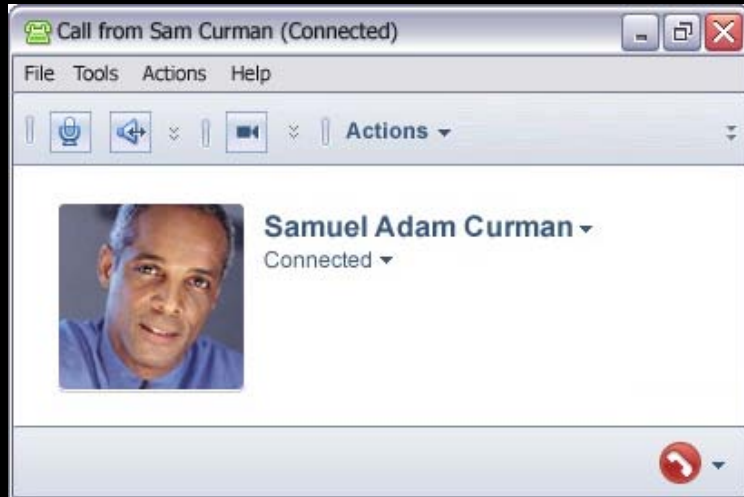 Call from Sam Curman (Connected)
File Tools Actions Help
Actions
Samuel Adam Curman
Connected